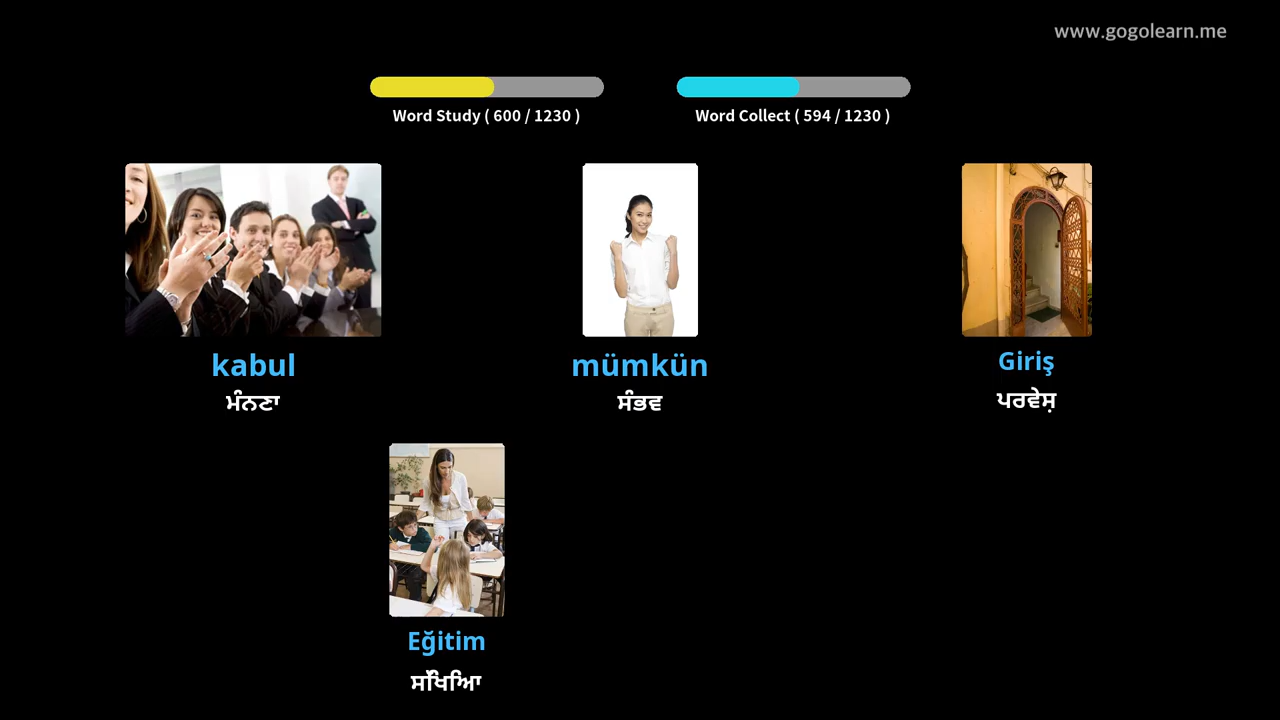 www.gogolearn.me
Word Study ( 600 / 1230 )
Word Collect ( 594 / 1230 )
kabul
ਮੰਨਣਾ
mümkün
ਸੰਭਵ
Giriş
ਪਰਵੇਸ਼
Eğitim
ਸਿੱਖਿਆ